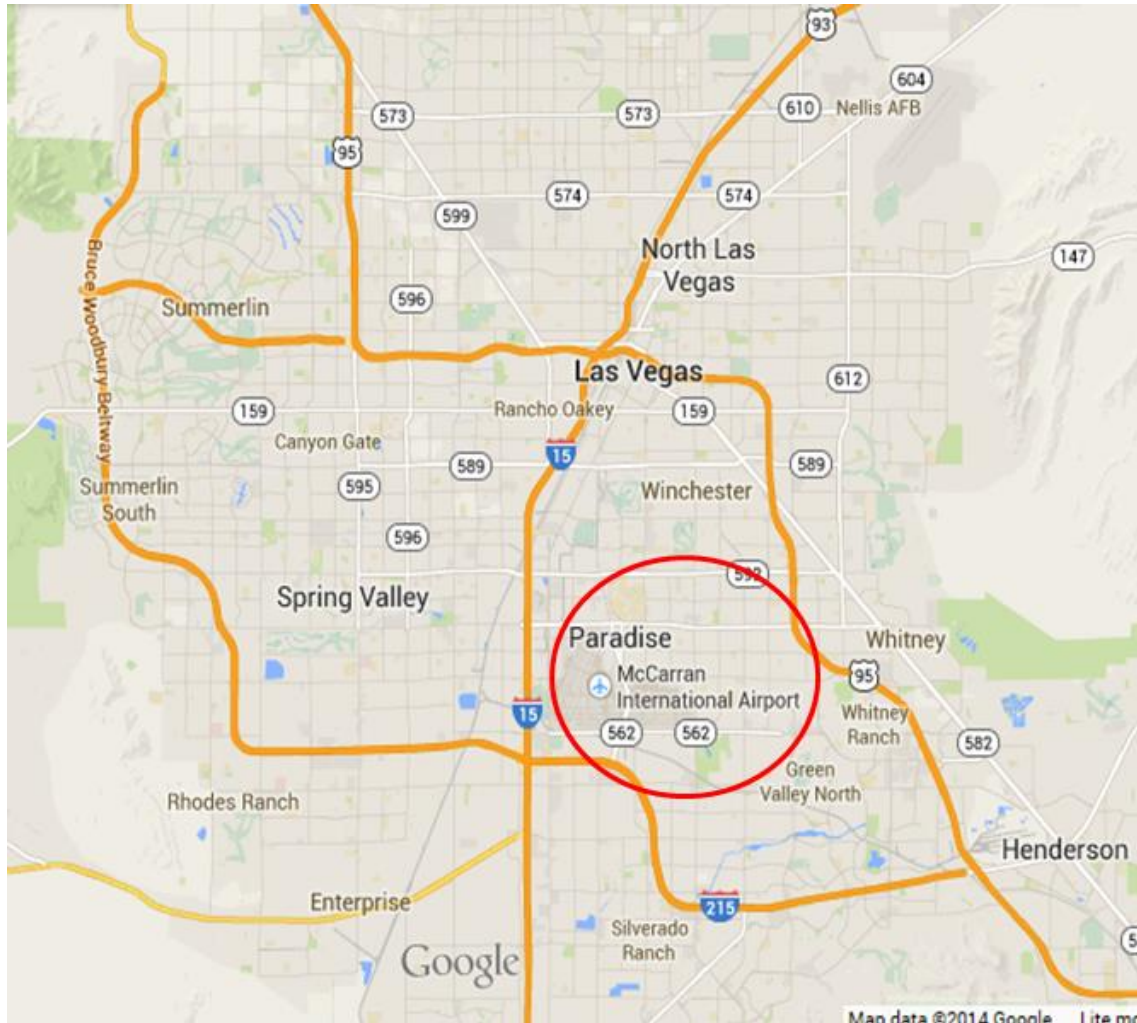 93
604
573
573
610
Nellis AFB
95
574
574
599
North Las
Vegas
147
596
Summerlin
Bruce Woodbury Beltway
Las Vegas
612
159
Rancho Oakey
159
Canyon Gate
15
589
589
595
Winchester
Summerlin
South
596
592
Spring Valley
Paradise
Whitney
McCarran
International Airport
95
15
Whitney
Ranch
562
562
582
Green
Valley North
Rhodes Ranch
Henderson
Enterprise
215
Silverado
Ranch
Google
Map data ©2014 Google
Lite mo